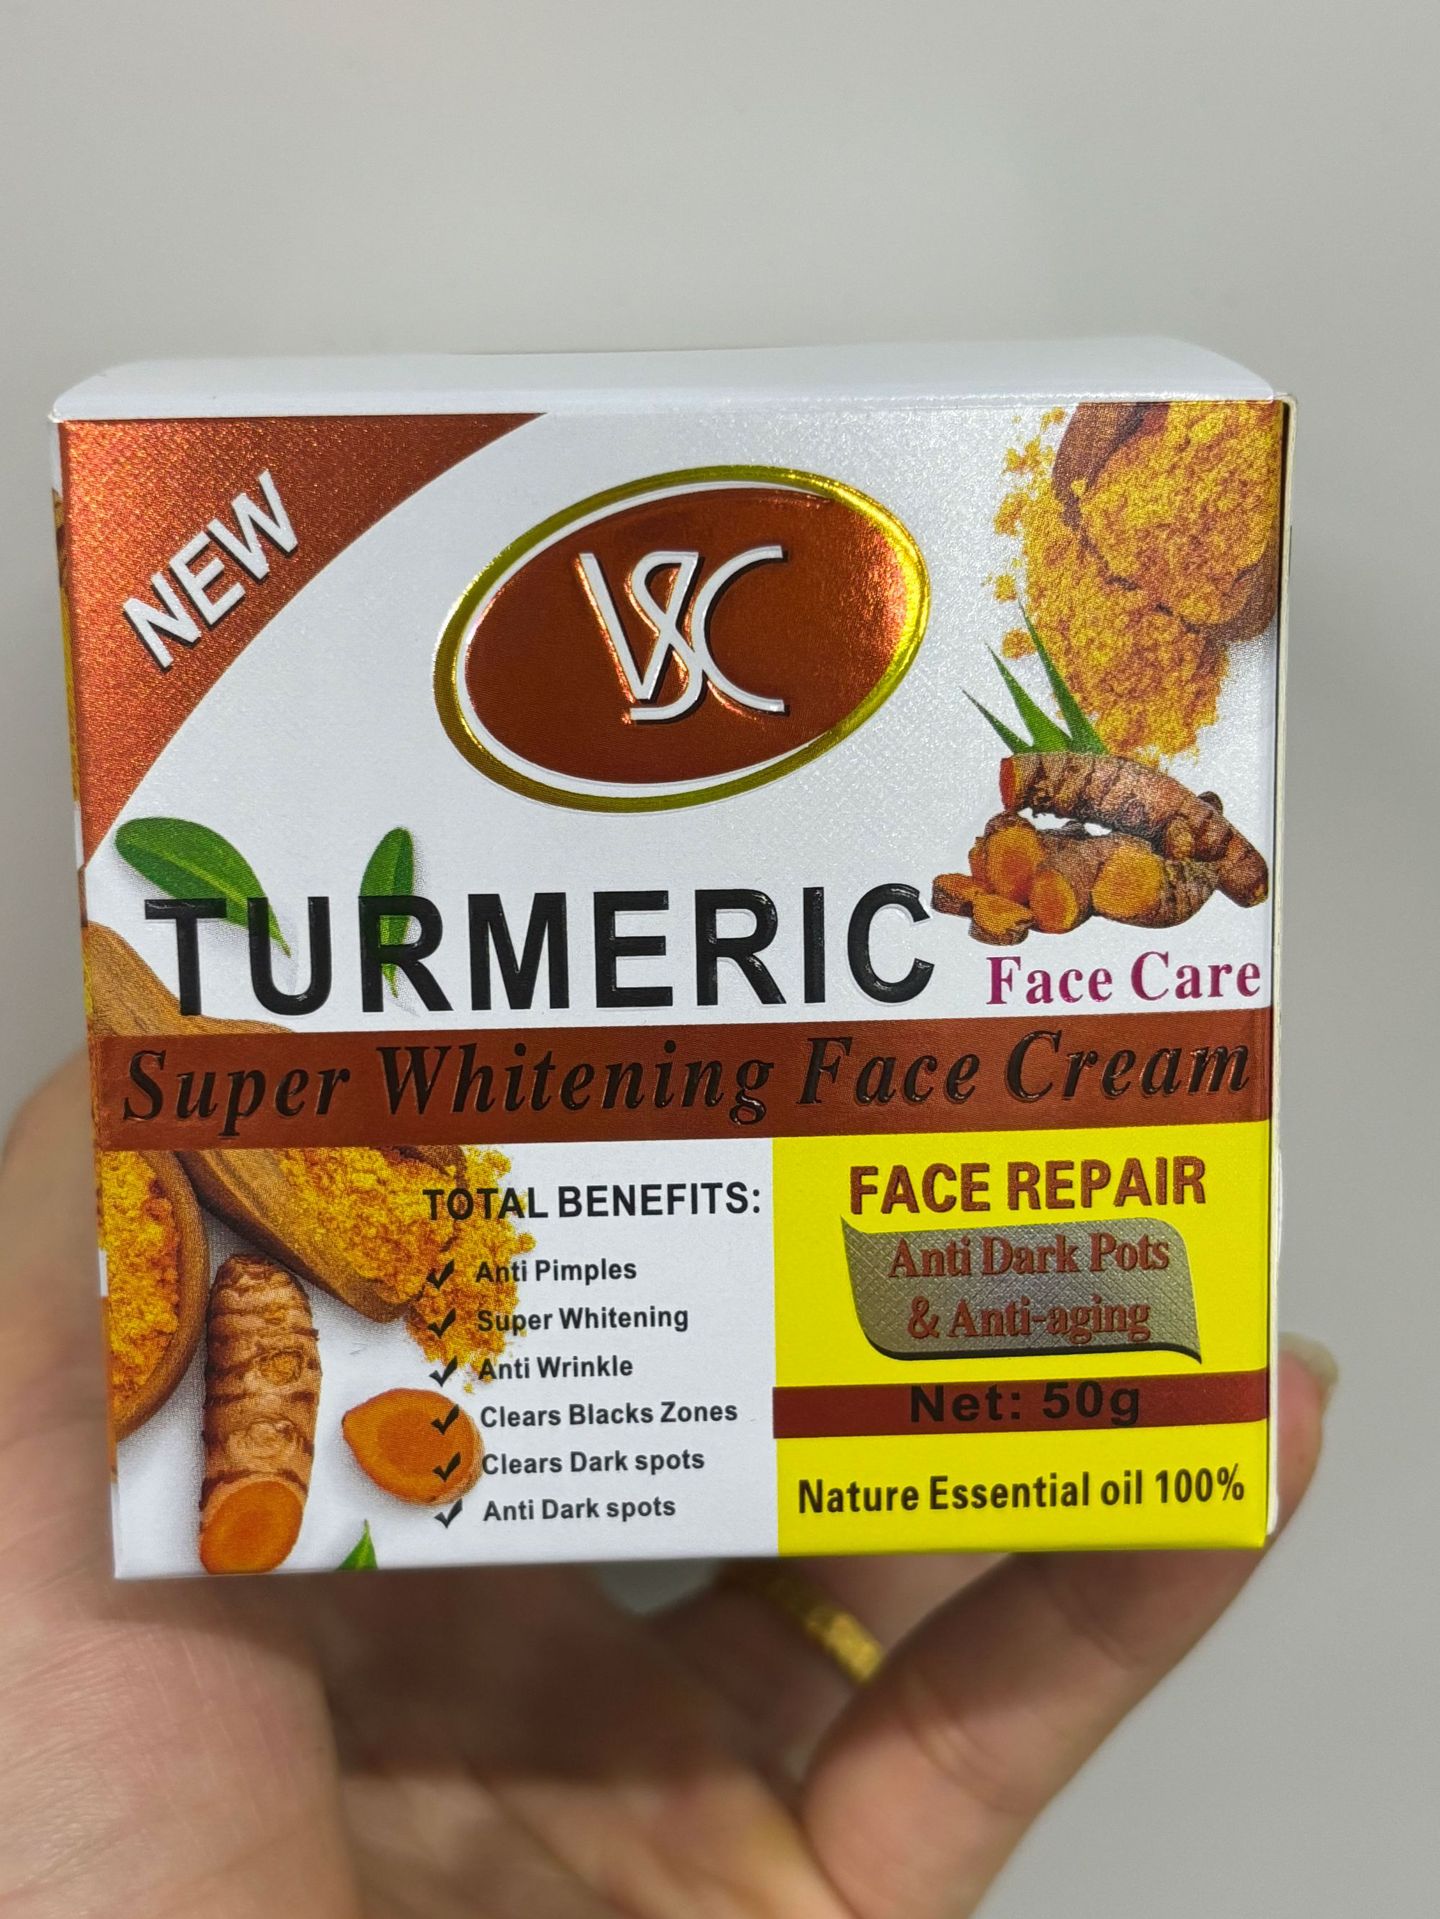 NEW
VSC
TURMERIC
Face Care
Super Whitening Face Cream
TOTAL BENEFITS:
Anti Pimples
Super Whitening
Anti Wrinkle
Clears Blacks Zones
Clears Dark spots
Anti Dark spots
FACE REPAIR
Anti Dark Pots
& Anti-aging
Net: 50g
Nature Essential oil 100%